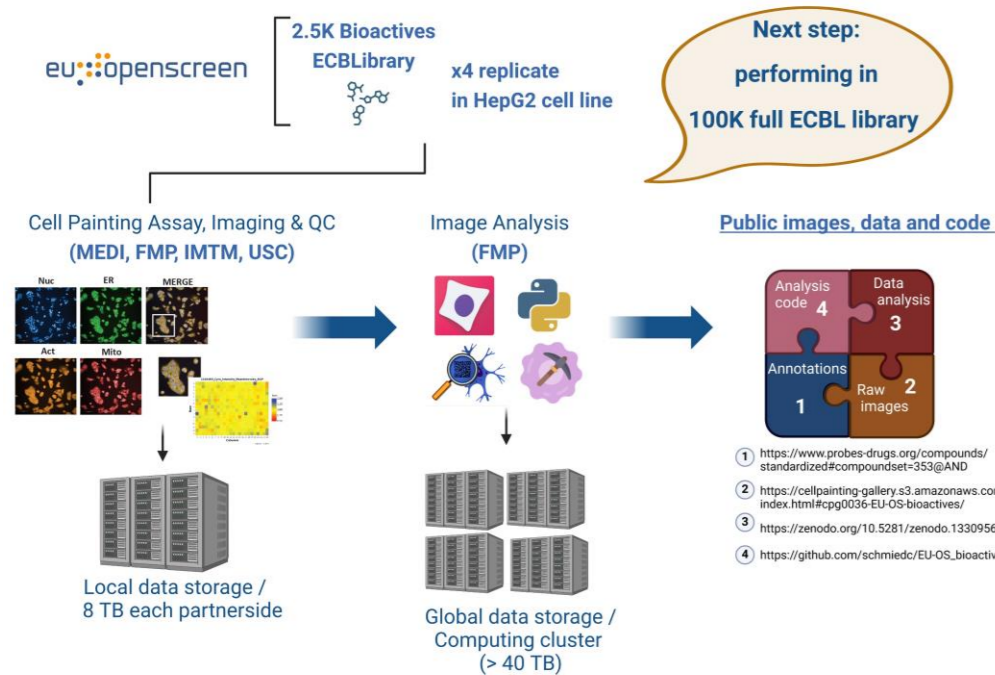 eu openscreen
2.5K Bioactives
ECBLibrary
x4 replicate
in HepG2 cell line
Next step:
performing in
100K full ECBL library
Cell Painting Assay, Imaging & QC
(MEDI, FMP, IMTM, USC)
Nuc ER MERGE
Act Mito
Local data storage /
8 TB each partnerside
Image Analysis
(FMP)
Global data storage /
Computing cluster
(> 40 TB)
Public images, data and code
Analysis
code 4
Data
analysis
3
Annotations
1
Raw
images
2
1 https://www.probes-drugs.org/compounds/
standardized#compoundset=353@AND
2 https://cellpainting-gallery.s3.amazonaws.co
index.html#cpg0036-EU-OS-bioactives/
3 https://zenodo.org/10.5281/zenodo.1330956
4 https://github.com/schmiedc/EU-OS_bioactiv